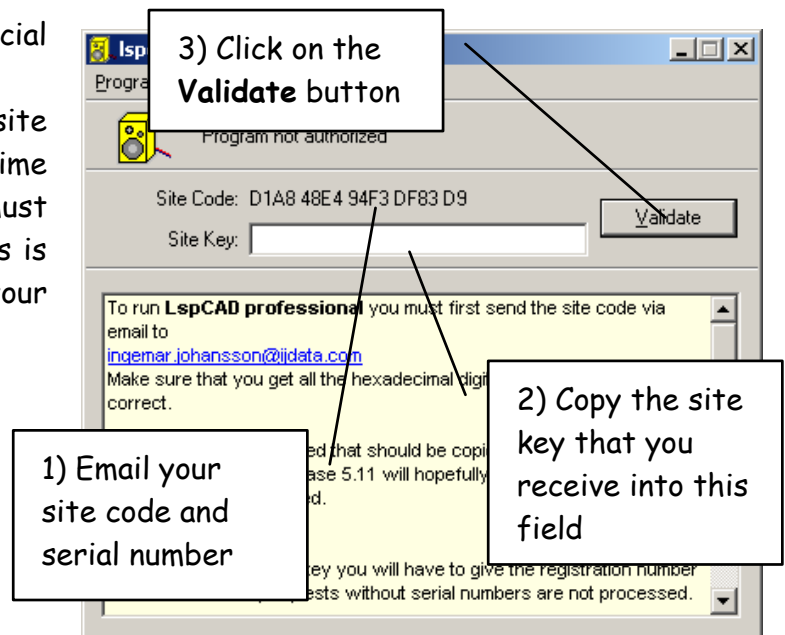 cial
site
ime
ust
s is
our
lsp
3) Click on the
Validate button
Progra
Program not authorized
Site Code: D1A8 48E4 94F3 DF83 D9
Validate
Site Key:
To run LspCAD professional you must first send the site code via
email to
ingemar.johansson@ijdata.com
Make sure that you get all the hexadecimal digi
correct.
2) Copy the site
key that you
receive into this
field
1) Email your
site code and
serial number
ed that should be copi
ase 5.11 will hopefully
ed.
key you will have to give the registration number
ests without serial numbers are not processed.